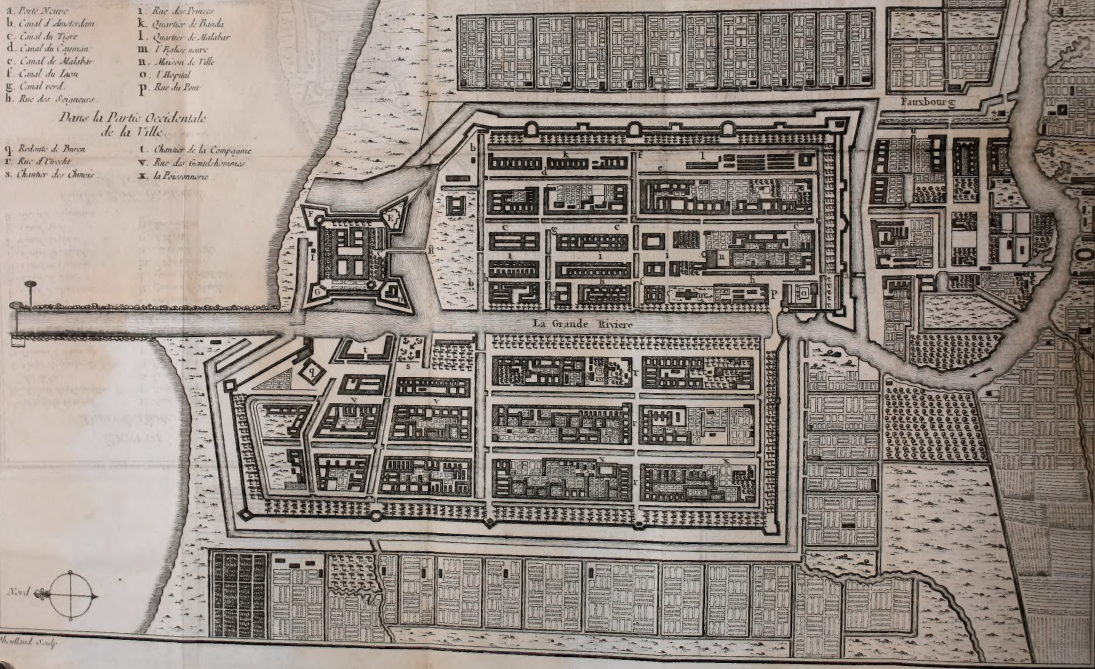 a. Porte Neuve
b. Canal d'Amsterdam
c. Canal du Tigre
d. Canal du Cayman
e. Canal de Malabar
f. Canal du Lion
g. Canal verd.
h. Rue des Seigneurs
i. Rue des Princes
k. Quartier de Banda
l. Quartier de Malabar
m. l'Eglise neuve
n. Maison de Ville
o. l'Hopital
p. Rue du Pont
Dans la Partie Occidentale
de la Ville.
q. Redoute de Buren
r. Rue d'Utrecht
s. Chantier des Chinois
t. Chantier de la Compagnie
v. Rue des Gentilshommes.
x. la Poissonnerie
Fauxbourg
La Grande Riviere
Nord
Sculp